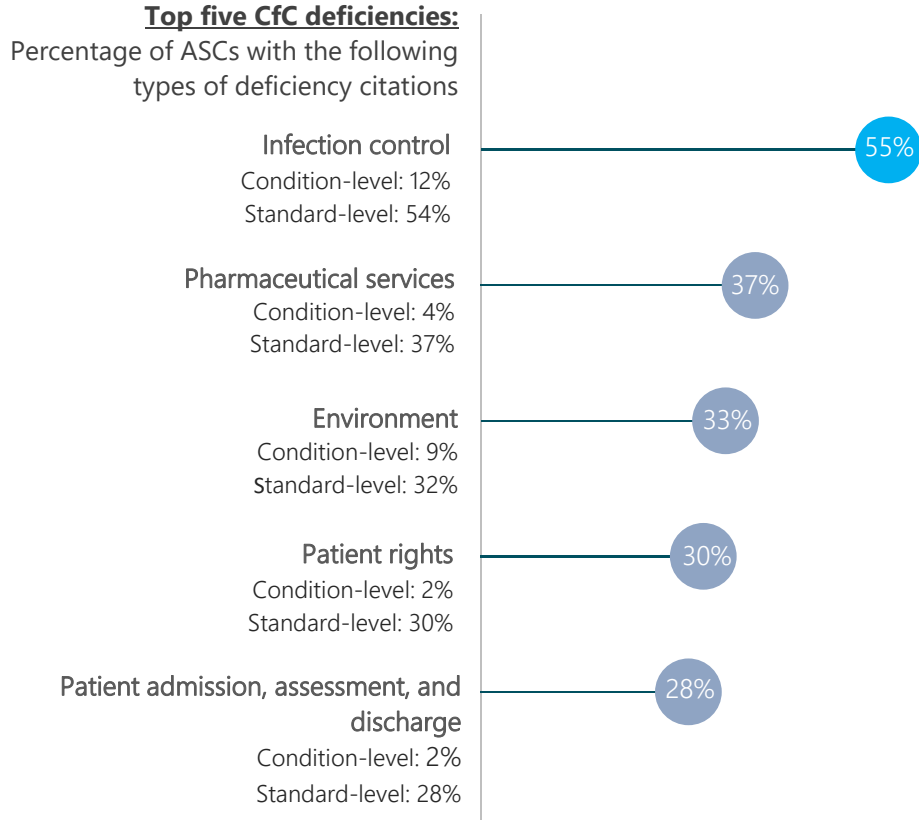 Top five CfC deficiencies:
Percentage of ASCs with the following
types of deficiency citations
Infection control
Condition-level: 12%
Standard-level: 54%
55%
Pharmaceutical services
Condition-level: 4%
Standard-level: 37%
37%
Environment
Condition-level: 9%
Standard-level: 32%
33%
Patient rights
Condition-level: 2%
Standard-level: 30%
30%
Patient admission, assessment, and
discharge
Condition-level: 2%
Standard-level: 28%
28%